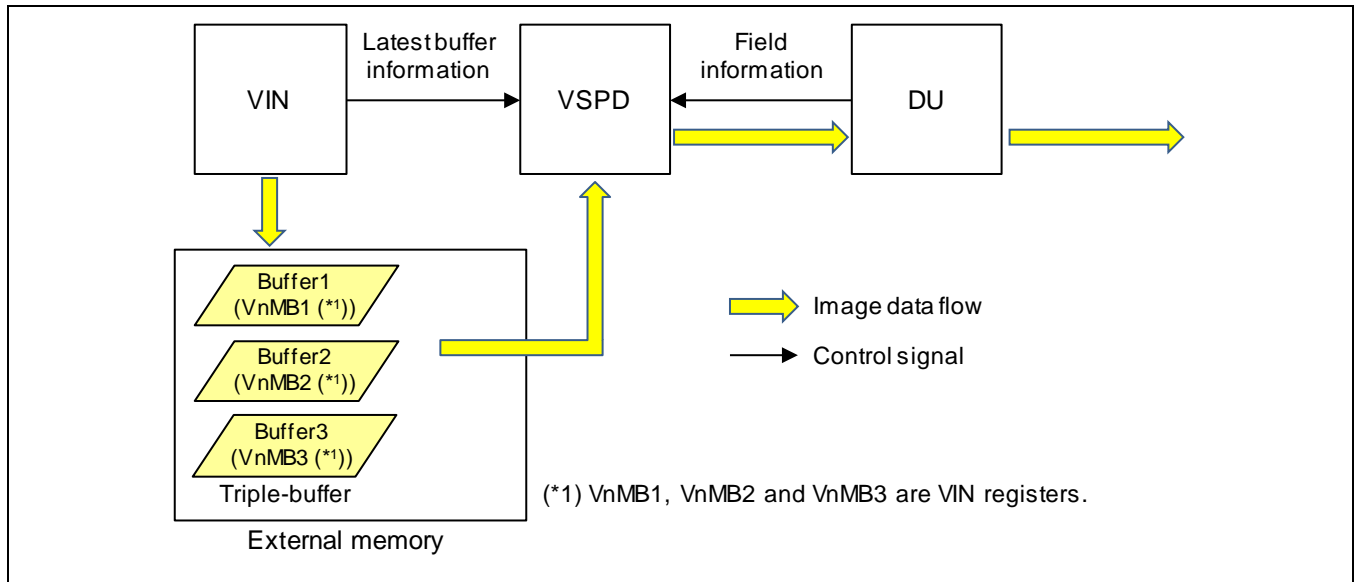 VIN
Latest buffer
information
VSPD
Field
information
DU
Buffer1
(VnMB1 (*1))
Buffer2
(VnMB2 (*1))
Buffer3
(VnMB3 (*1))
Triple-buffer
External memory
Image data flow
Control signal
(*1) VnMB1, VnMB2 and VnMB3 are VIN registers.